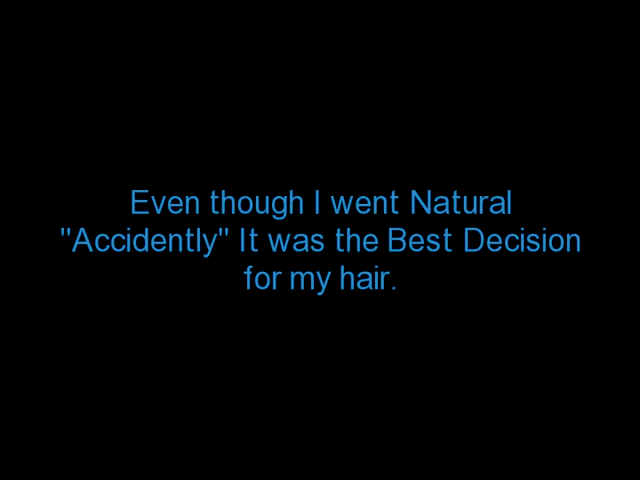 Even though I went Natural
"Accidently" It was the Best Decision
for my hair.